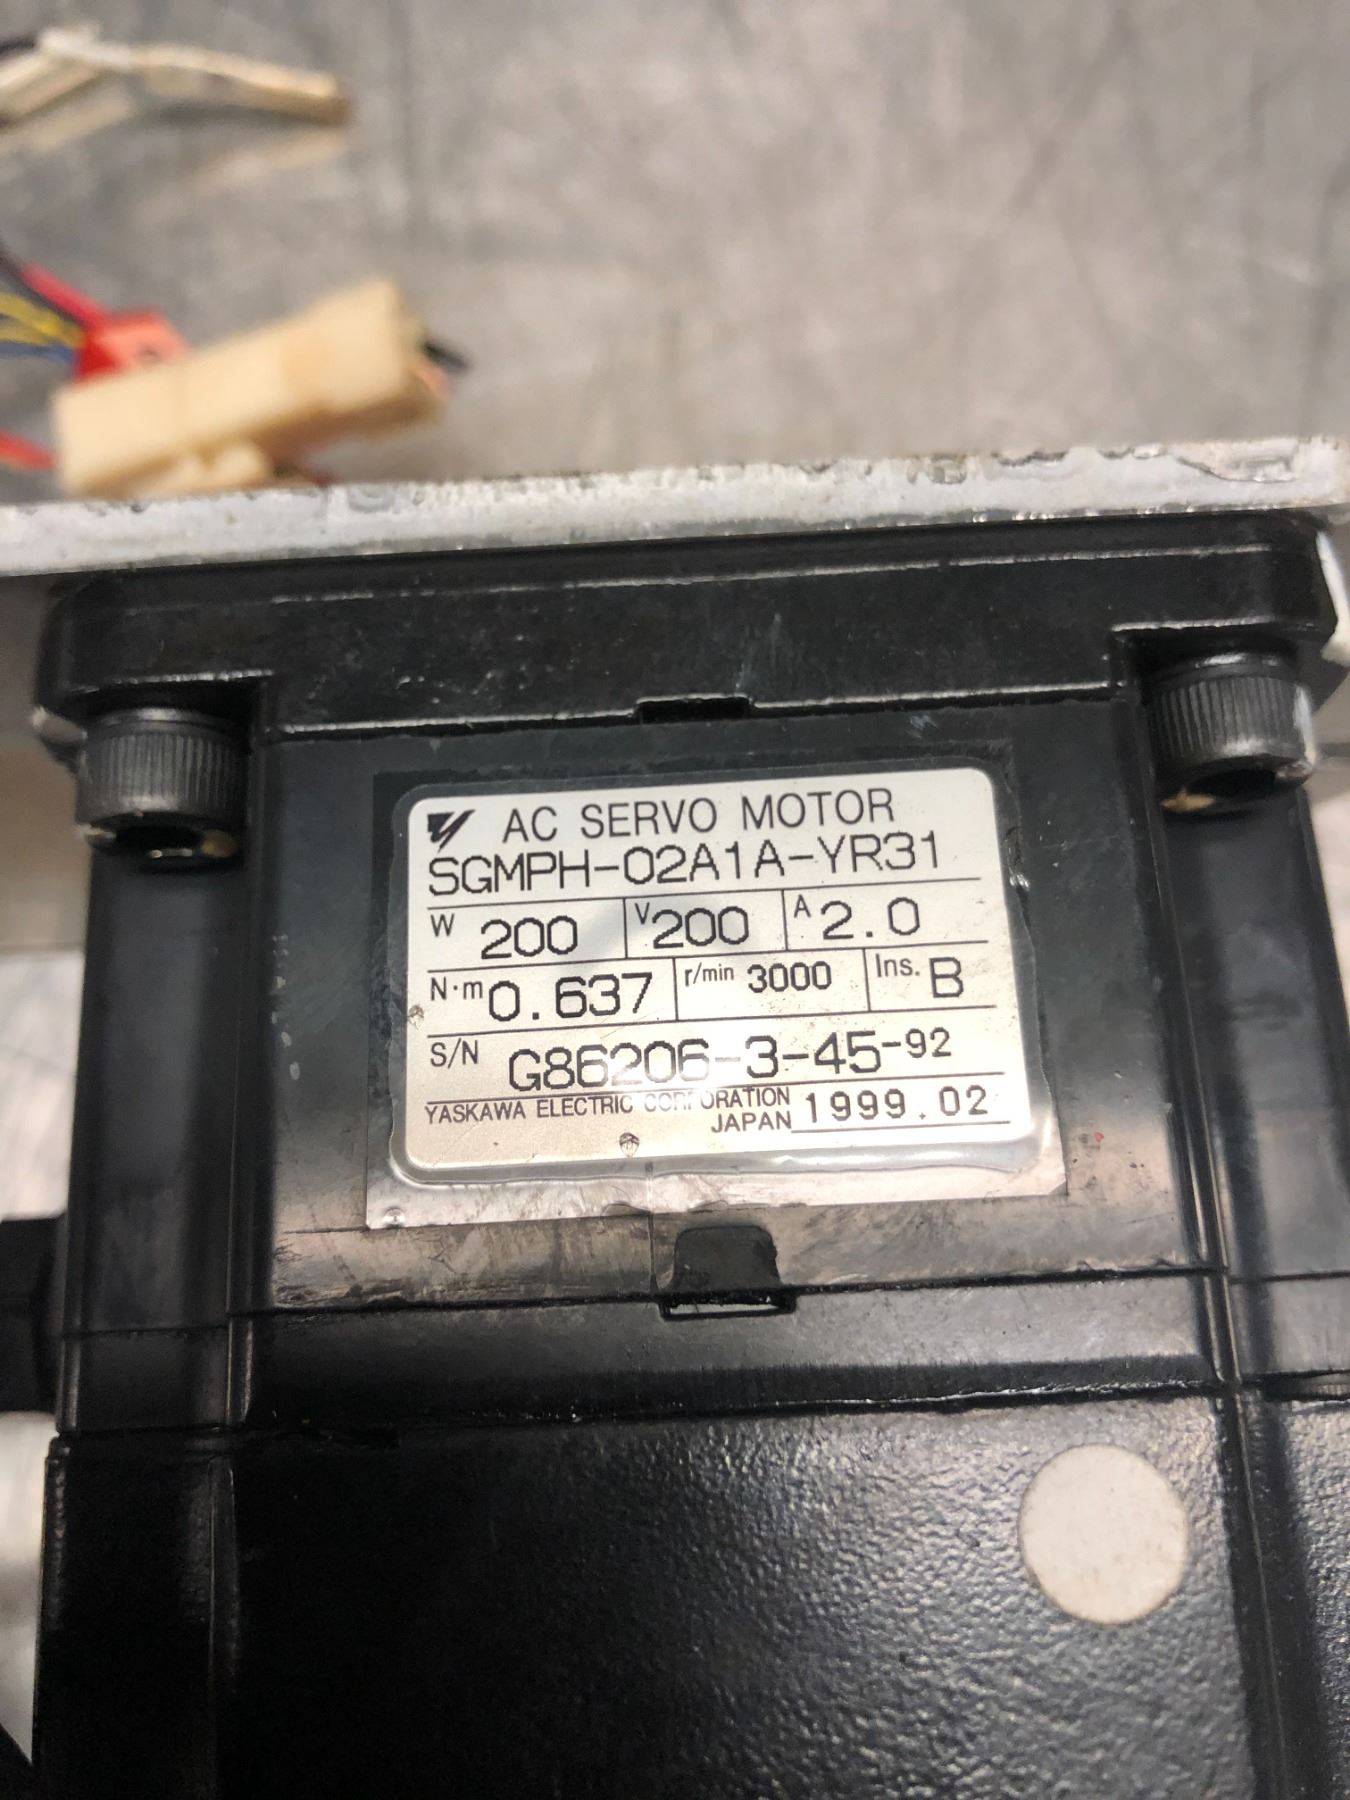 AC SERVO MOTOR
SGMPH-02A1A-YR31
W 200 V 200 A 2.0
N·m 0.637 r/min 3000 Ins. B
S/N G86206-3-45-92
YASKAWA ELECTRIC CORPORATION
JAPAN 1999.02